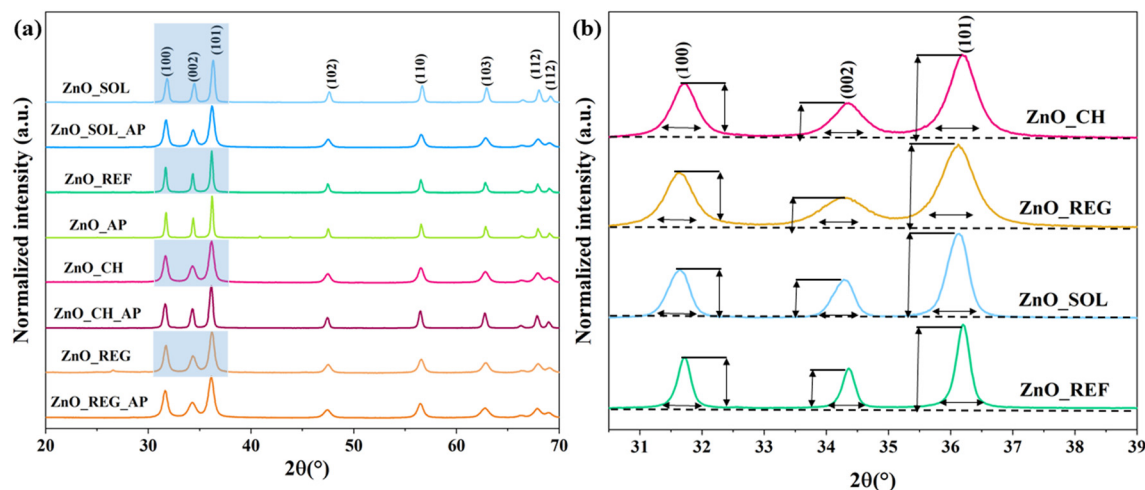 (a)
Normalized intensity (a.u.)
(100)
(002)
(101)
(102)
(110)
(103)
(112)
(112)
ZnO_SOL
ZnO_SOL_AP
ZnO_REF
ZnO_AP
ZnO_CH
ZnO_CH_AP
ZnO_REG
ZnO_REG_AP
20 30 40 50 60 70
2θ(°)
(b)
Normalized intensity (a.u.)
(100)
(002)
(101)
ZnO_CH
ZnO_REG
ZnO_SOL
ZnO_REF
31 32 33 34 35 36 37 38 39
2θ(°)